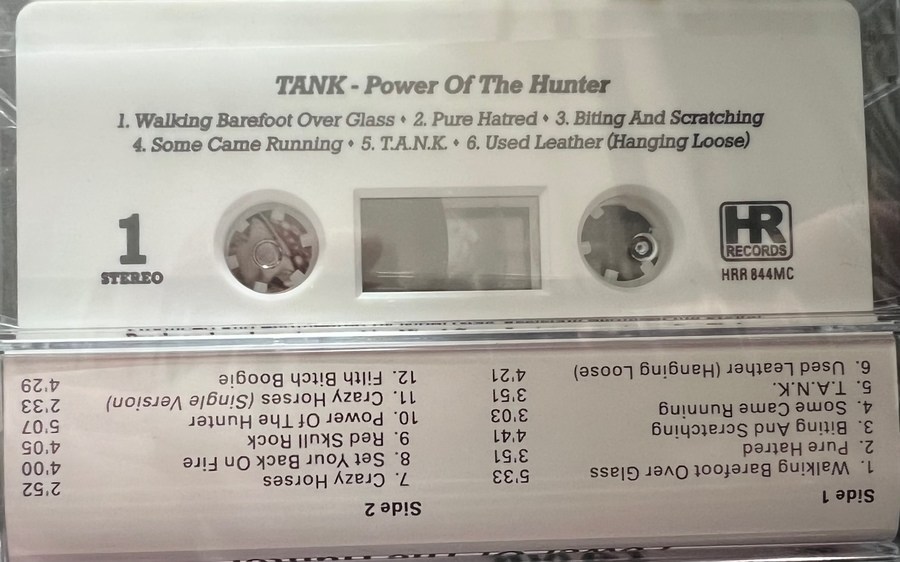 TANK - Power Of The Hunter
1. Walking Barefoot Over Glass • 2. Pure Hatred • 3. Biting And Scratching
4. Some Came Running • 5. T.A.N.K. • 6. Used Leather (Hanging Loose)
1
STEREO
HR
RECORDS
HRR 844MC
Side 1
1. Walking Barefoot Over Glass 5'33
2. Pure Hatred 3'51
3. Biting And Scratching 4'41
4. Some Came Running 3'03
5. T.A.N.K. 3'51
6. Used Leather (Hanging Loose) 4'21
Side 2
7. Crazy Horses 2'52
8. Set Your Back On Fire 4'00
9. Red Skull Rock 4'05
10. Power Of The Hunter 5'07
11. Crazy Horses (Single Version) 2'33
12. Filth Bitch Boogie 4'29